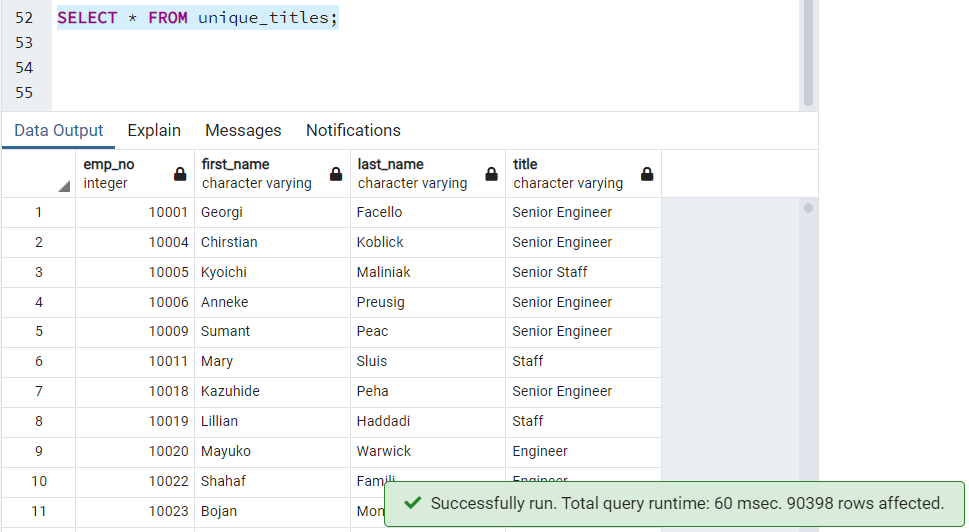 52 SELECT * FROM unique_titles;
53
54
55
Data Output Explain Messages Notifications
emp_no first_name last_name title
integer character varying character varying character varying
1 10001 Georgi Facello Senior Engineer
2 10004 Chirstian Koblick Senior Engineer
3 10005 Kyoichi Maliniak Senior Staff
4 10006 Anneke Preusig Senior Engineer
5 10009 Sumant Peac Senior Engineer
6 10011 Mary Sluis Staff
7 10018 Kazuhide Peha Senior Engineer
8 10019 Lillian Haddadi Staff
9 10020 Mayuko Warwick Engineer
10 10022 Shahaf Famili Engineer
11 10023 Bojan
Successfully run. Total query runtime: 60 msec. 90398 rows affected.